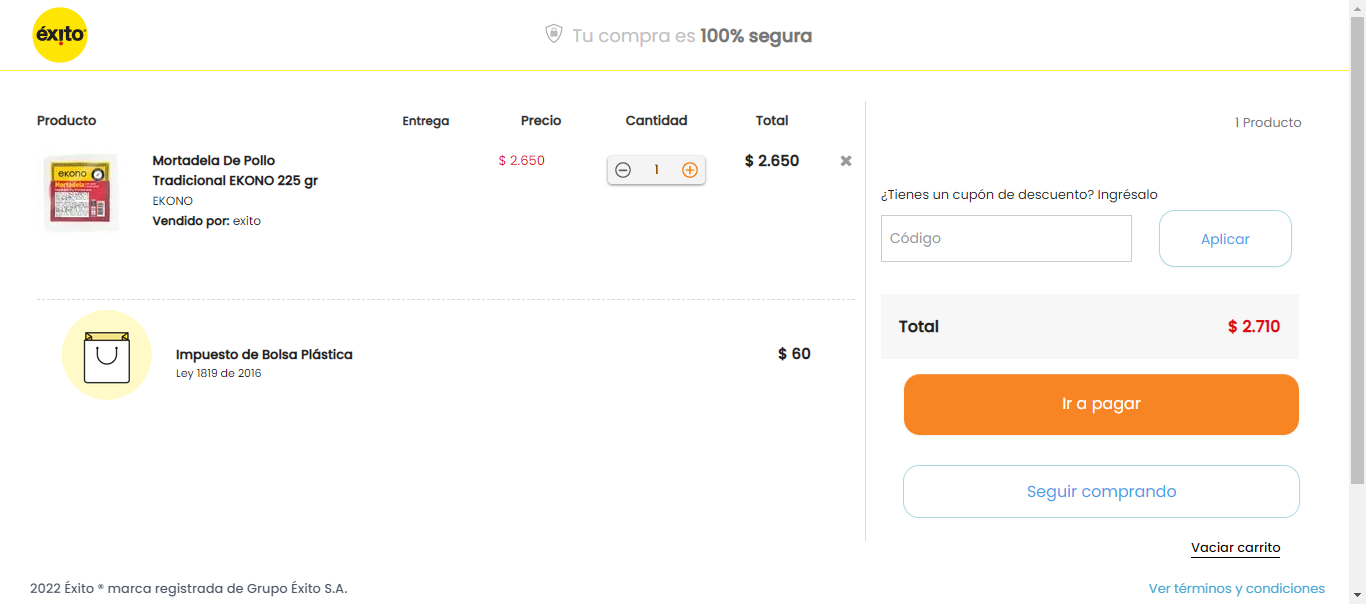 éxito
Tu compra es 100% segura
Producto
Entrega
Precio
Cantidad
Total
ekono
Mortadela
Mortadela De Pollo
Tradicional EKONO 225 gr
EKONO
Vendido por: exito
$ 2.650
1
$ 2.650
Impuesto de Bolsa Plástica
Ley 1819 de 2016
$ 60
1 Producto
¿Tienes un cupón de descuento? Ingrésalo
Código
Aplicar
Total
$ 2.710
Ir a pagar
Seguir comprando
Vaciar carrito
2022 Éxito ® marca registrada de Grupo Éxito S.A.
Ver términos y condiciones